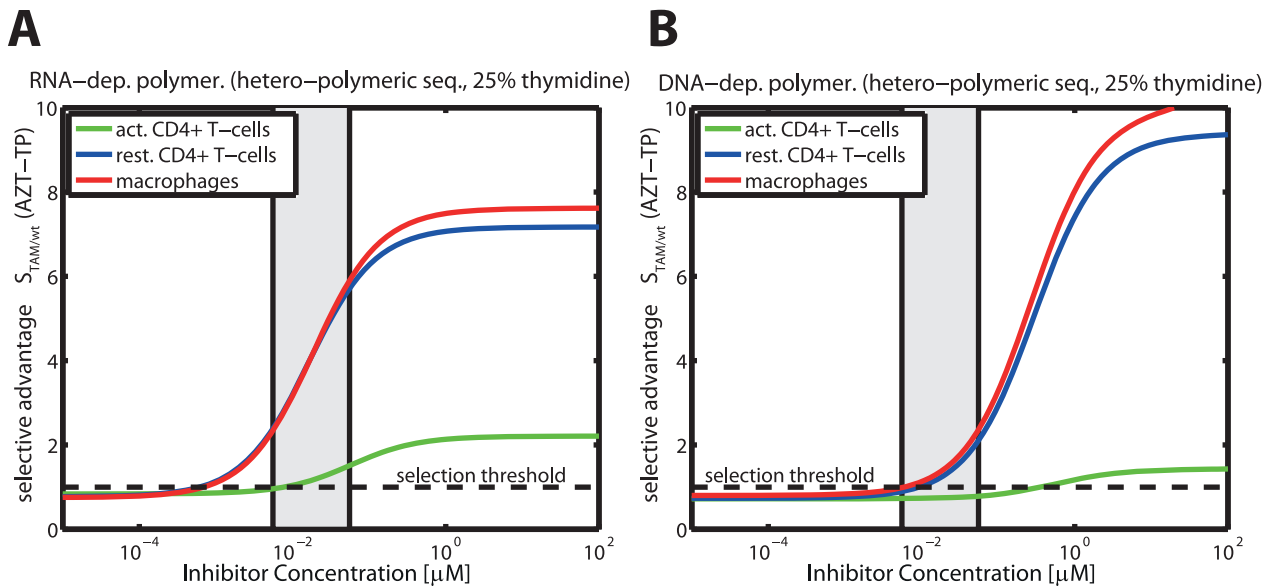 A
RNA−dep. polymer. (hetero−polymeric seq., 25% thymidine)
selective advantage S_TAM/wt (AZT−TP)
10
8
6
4
2
0
act. CD4+ T−cells
rest. CD4+ T−cells
macrophages
selection threshold
10^−4
10^−2
10^0
10^2
Inhibitor Concentration [μM]
B
DNA−dep. polymer. (hetero−polymeric seq., 25% thymidine)
selective advantage S_TAM/wt (AZT−TP)
10
8
6
4
2
0
act. CD4+ T−cells
rest. CD4+ T−cells
macrophages
selection threshold
10^−4
10^−2
10^0
10^2
Inhibitor Concentration [μM]